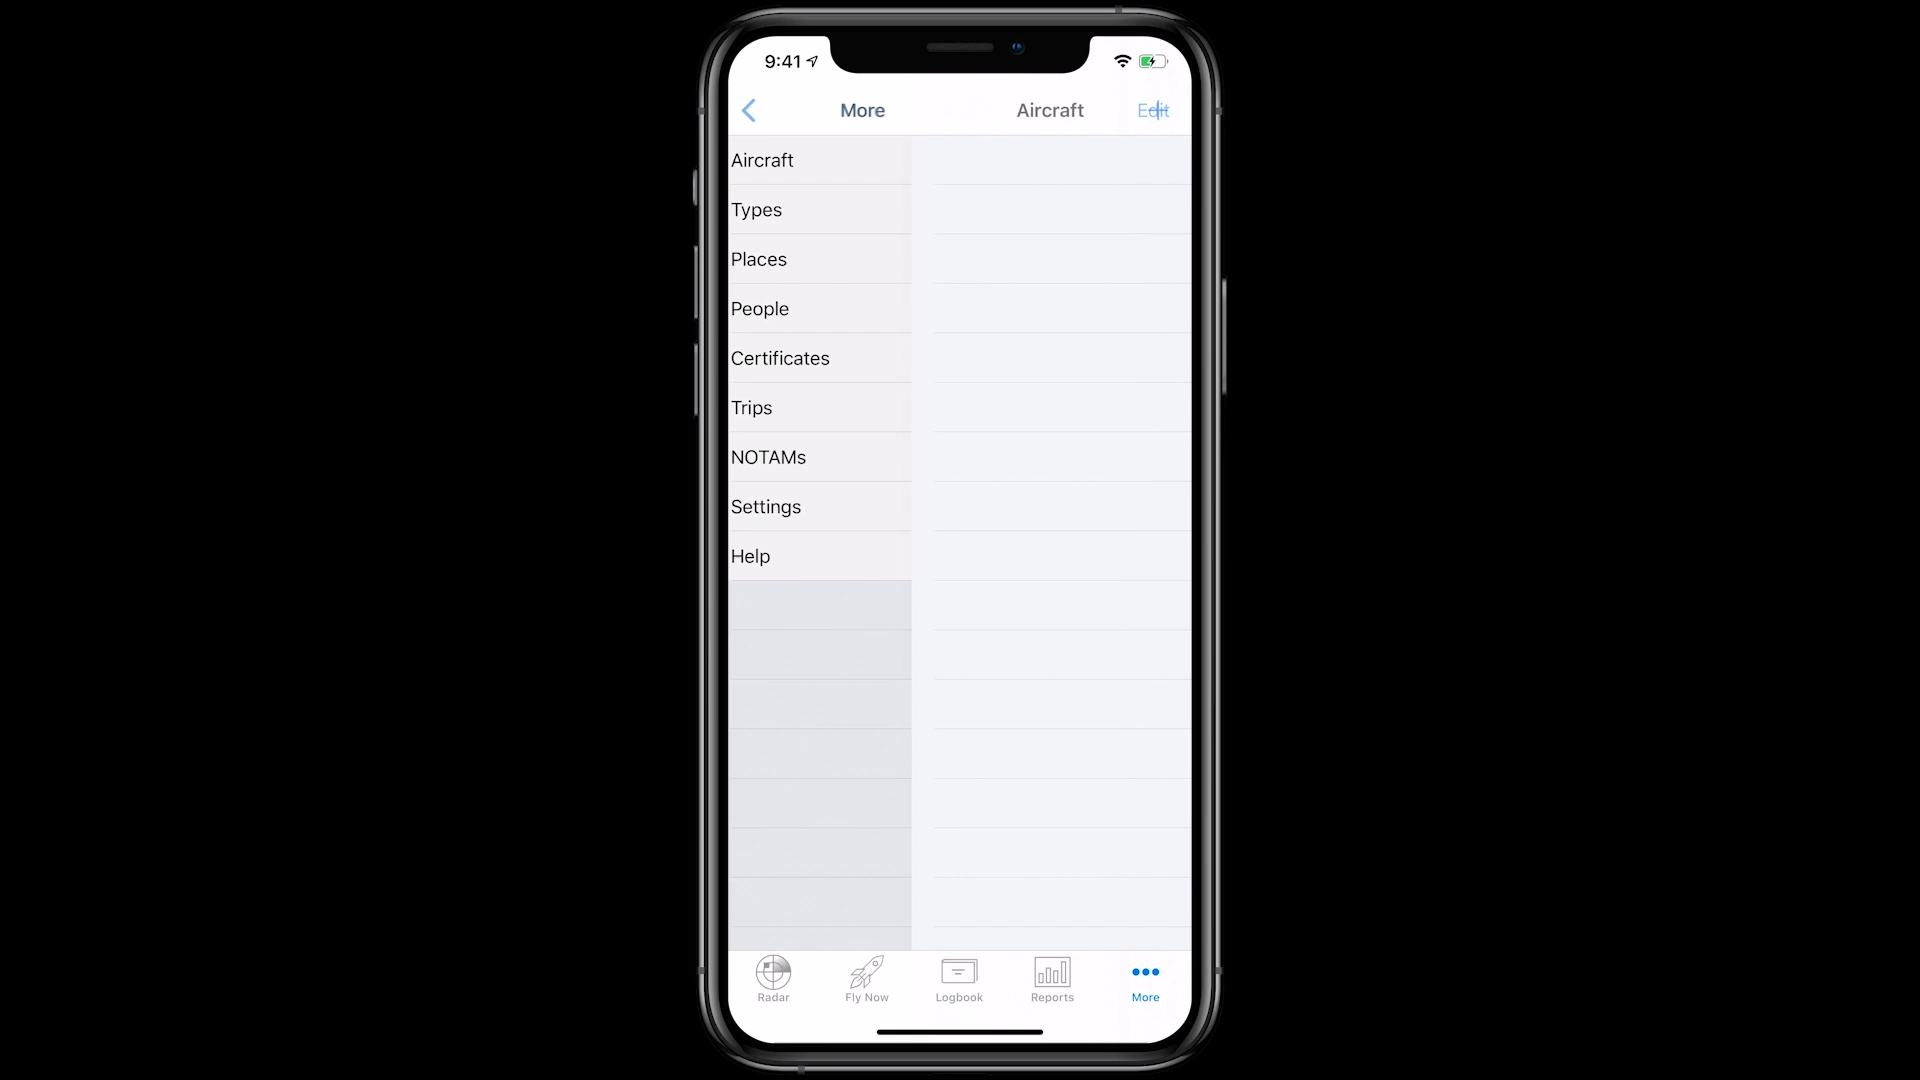 9:41
More
Aircraft
Edit
Aircraft
Types
Places
People
Certificates
Trips
NOTAMs
Settings
Help
Radar
Fly Now
Logbook
Reports
More